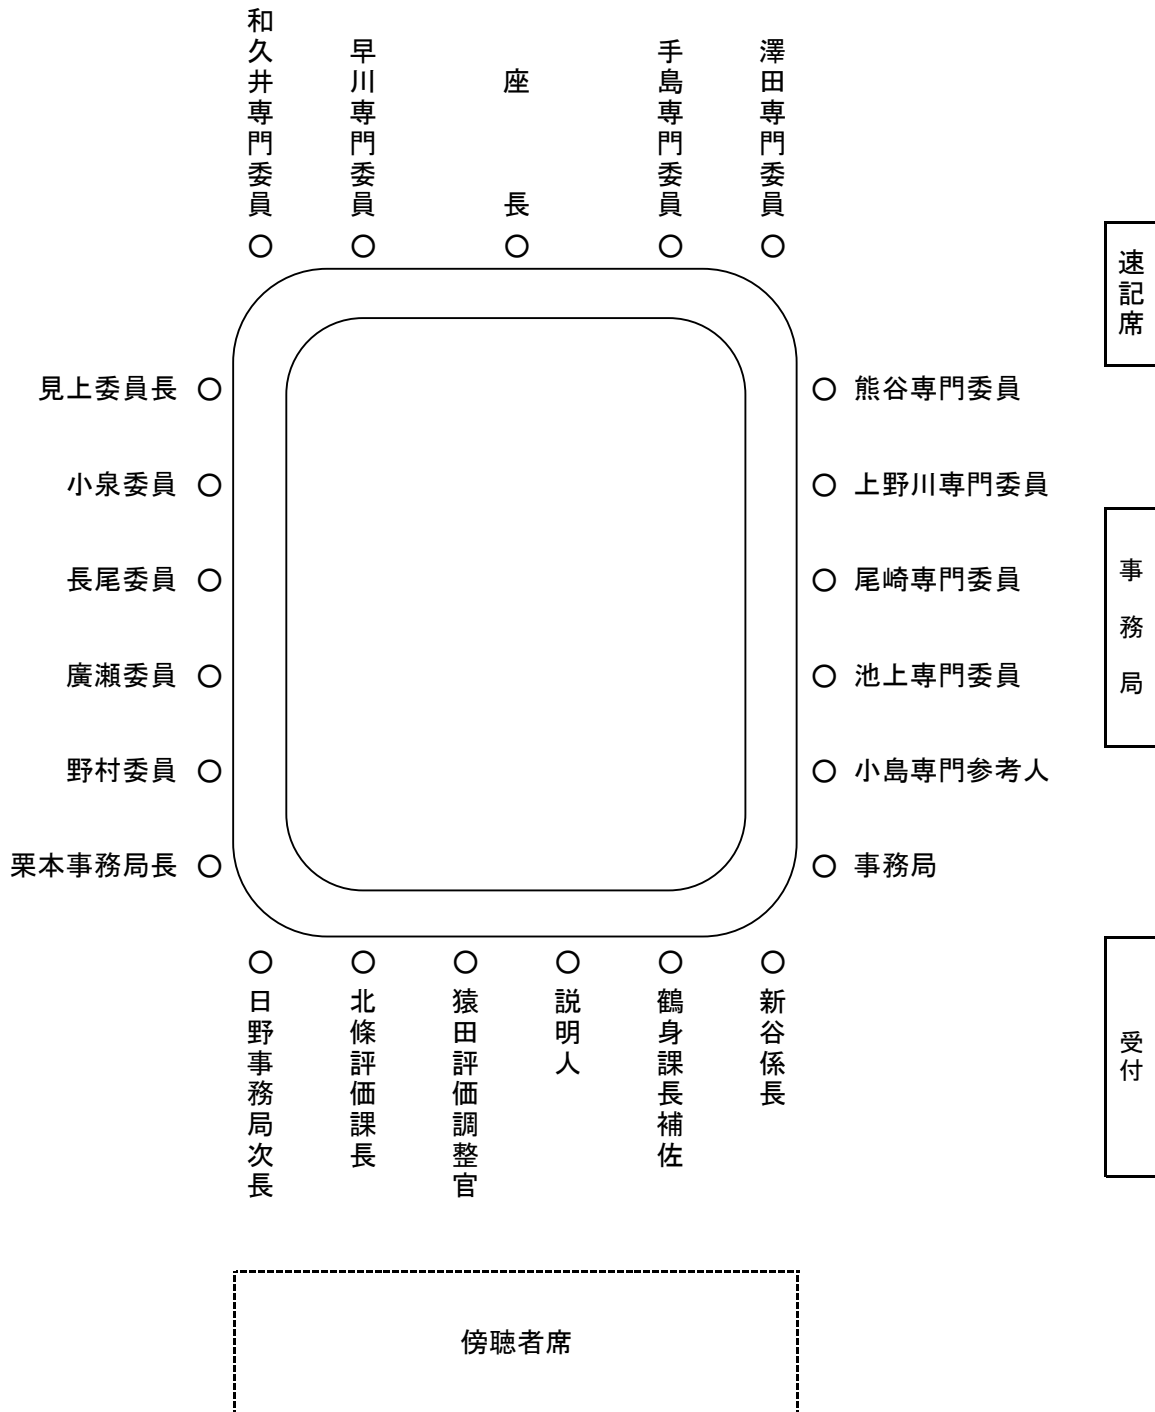 和久井専門委員
早川専門委員
座長
手島専門委員
澤田専門委員
速記席
見上委員長
熊谷専門委員
小泉委員
上野川専門委員
長尾委員
尾崎専門委員
事務局
廣瀬委員
池上専門委員
野村委員
小島専門参考人
栗本事務局長
事務局
日野事務局次長
北條評価課長
猿田評価調整官
説明人
鶴身課長補佐
新谷係長
受付
傍聴者席